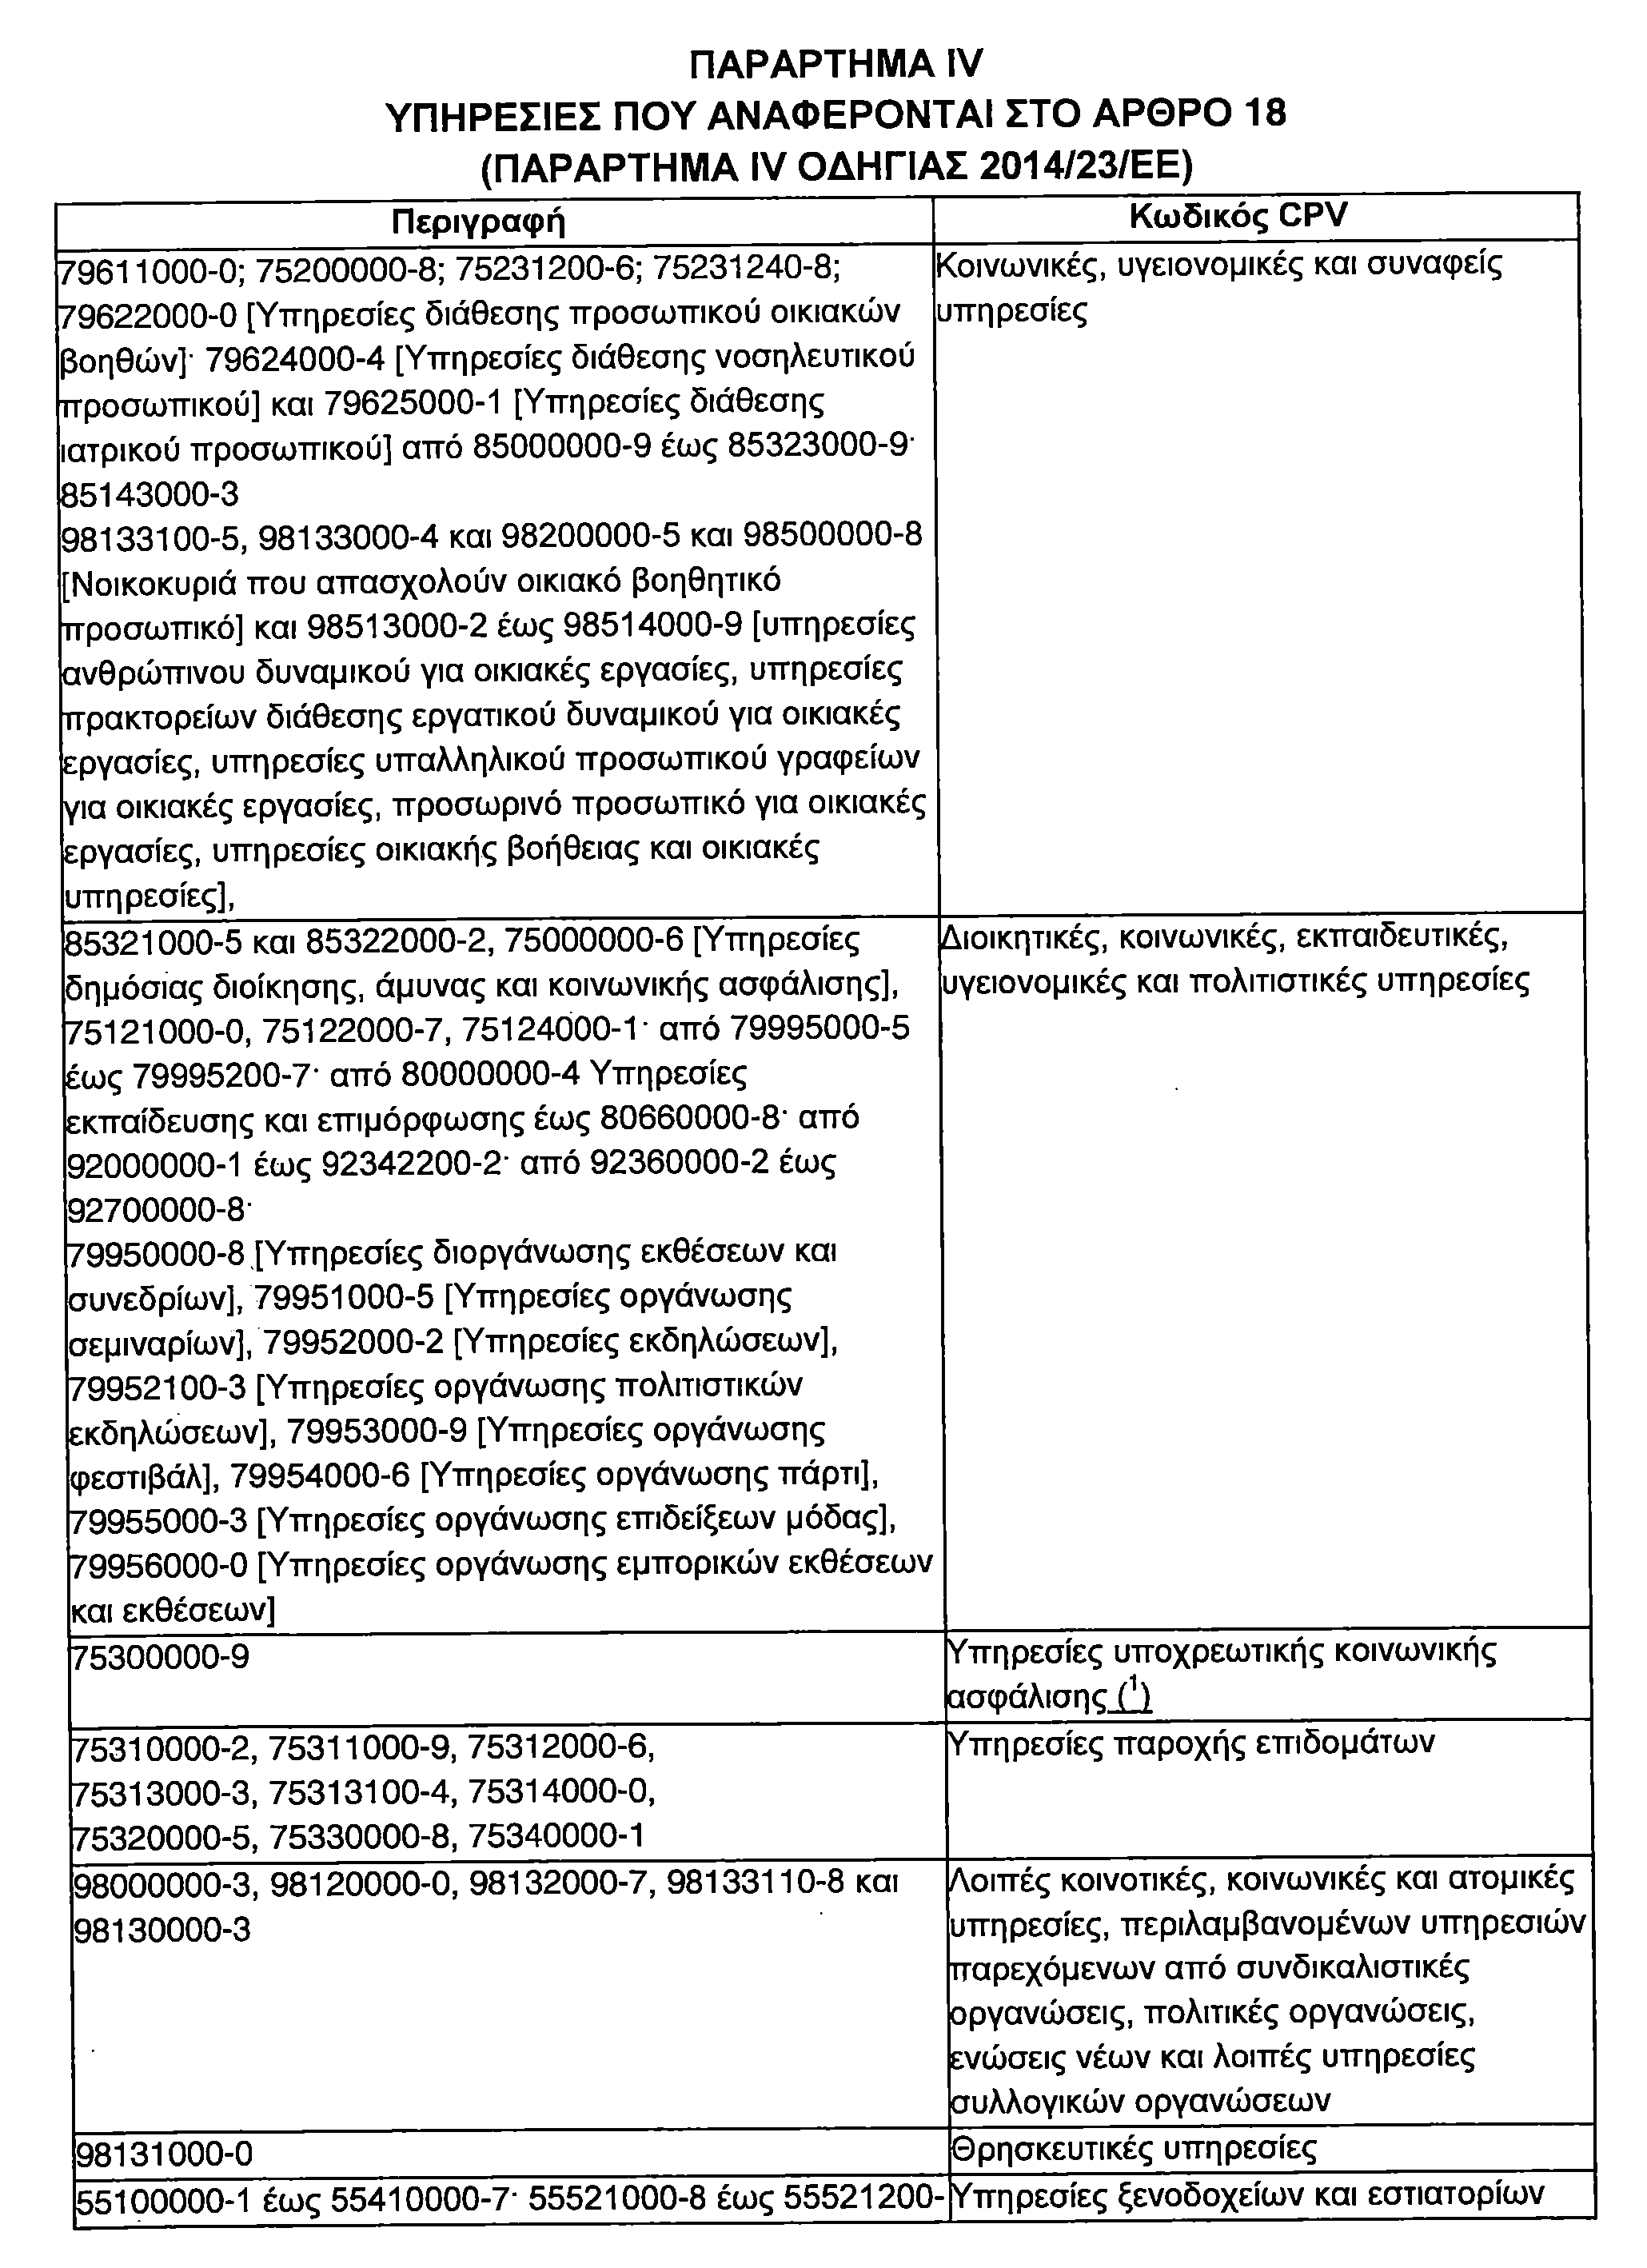 ΠΑΡΑΡΤΗΜΑ IV
ΥΠΗΡΕΣΙΕΣ ΠΟΥ ΑΝΑΦΕΡΟΝΤΑΙ ΣΤΟ ΑΡΘΡΟ 18
(ΠΑΡΑΡΤΗΜΑ IV ΟΔΗΓΙΑΣ 2014/23/ΕΕ)
Περιγραφή
Κωδικός CPV
79611000-0; 75200000-8; 75231200-6; 75231240-8;
79622000-0 [Υπηρεσίες διάθεσης προσωπικού οικιακών
βοηθών]· 79624000-4 [Υπηρεσίες διάθεσης νοσηλευτικού
προσωπικού] και 79625000-1 [Υπηρεσίες διάθεσης
ιατρικού προσωπικού] από 85000000-9 έως 85323000-9·
85143000-3
98133100-5, 98133000-4 και 98200000-5 και 98500000-8
[Νοικοκυριά που απασχολούν οικιακό βοηθητικό
προσωπικό] και 98513000-2 έως 98514000-9 [υπηρεσίες
ανθρώπινου δυναμικού για οικιακές εργασίες, υπηρεσίες
πρακτορείων διάθεσης εργατικού δυναμικού για οικιακές
εργασίες, υπηρεσίες υπαλληλικού προσωπικού γραφείων
για οικιακές εργασίες, προσωρινό προσωπικό για οικιακές
εργασίες, υπηρεσίες οικιακής βοήθειας και οικιακές
υπηρεσίες],
Κοινωνικές, υγειονομικές και συναφείς
υπηρεσίες
85321000-5 και 85322000-2, 75000000-6 [Υπηρεσίες
δημόσιας διοίκησης, άμυνας και κοινωνικής ασφάλισης],
75121000-0, 75122000-7, 75124000-1· από 79995000-5
έως 79995200-7· από 80000000-4 Υπηρεσίες
εκπαίδευσης και επιμόρφωσης έως 80660000-8· από
92000000-1 έως 92342200-2· από 92360000-2 έως
92700000-8·
79950000-8 [Υπηρεσίες διοργάνωσης εκθέσεων και
συνεδρίων], 79951000-5 [Υπηρεσίες οργάνωσης
σεμιναρίων], 79952000-2 [Υπηρεσίες εκδηλώσεων],
79952100-3 [Υπηρεσίες οργάνωσης πολιτιστικών
εκδηλώσεων], 79953000-9 [Υπηρεσίες οργάνωσης
φεστιβάλ], 79954000-6 [Υπηρεσίες οργάνωσης πάρτι],
79955000-3 [Υπηρεσίες οργάνωσης επιδείξεων μόδας],
79956000-0 [Υπηρεσίες οργάνωσης εμπορικών εκθέσεων
και εκθέσεων]
Διοικητικές, κοινωνικές, εκπαιδευτικές,
υγειονομικές και πολιτιστικές υπηρεσίες
75300000-9
Υπηρεσίες υποχρεωτικής κοινωνικής
ασφάλισης (¹)
75310000-2, 75311000-9, 75312000-6,
75313000-3, 75313100-4, 75314000-0,
75320000-5, 75330000-8, 75340000-1
Υπηρεσίες παροχής επιδομάτων
98000000-3, 98120000-0, 98132000-7, 98133110-8 και
98130000-3
Λοιπές κοινοτικές, κοινωνικές και ατομικές
υπηρεσίες, περιλαμβανομένων υπηρεσιών
παρεχόμενων από συνδικαλιστικές
οργανώσεις, πολιτικές οργανώσεις,
ενώσεις νέων και λοιπές υπηρεσίες
συλλογικών οργανώσεων
98131000-0
Θρησκευτικές υπηρεσίες
55100000-1 έως 55410000-7· 55521000-8 έως 55521200-
Υπηρεσίες ξενοδοχείων και εστιατορίων